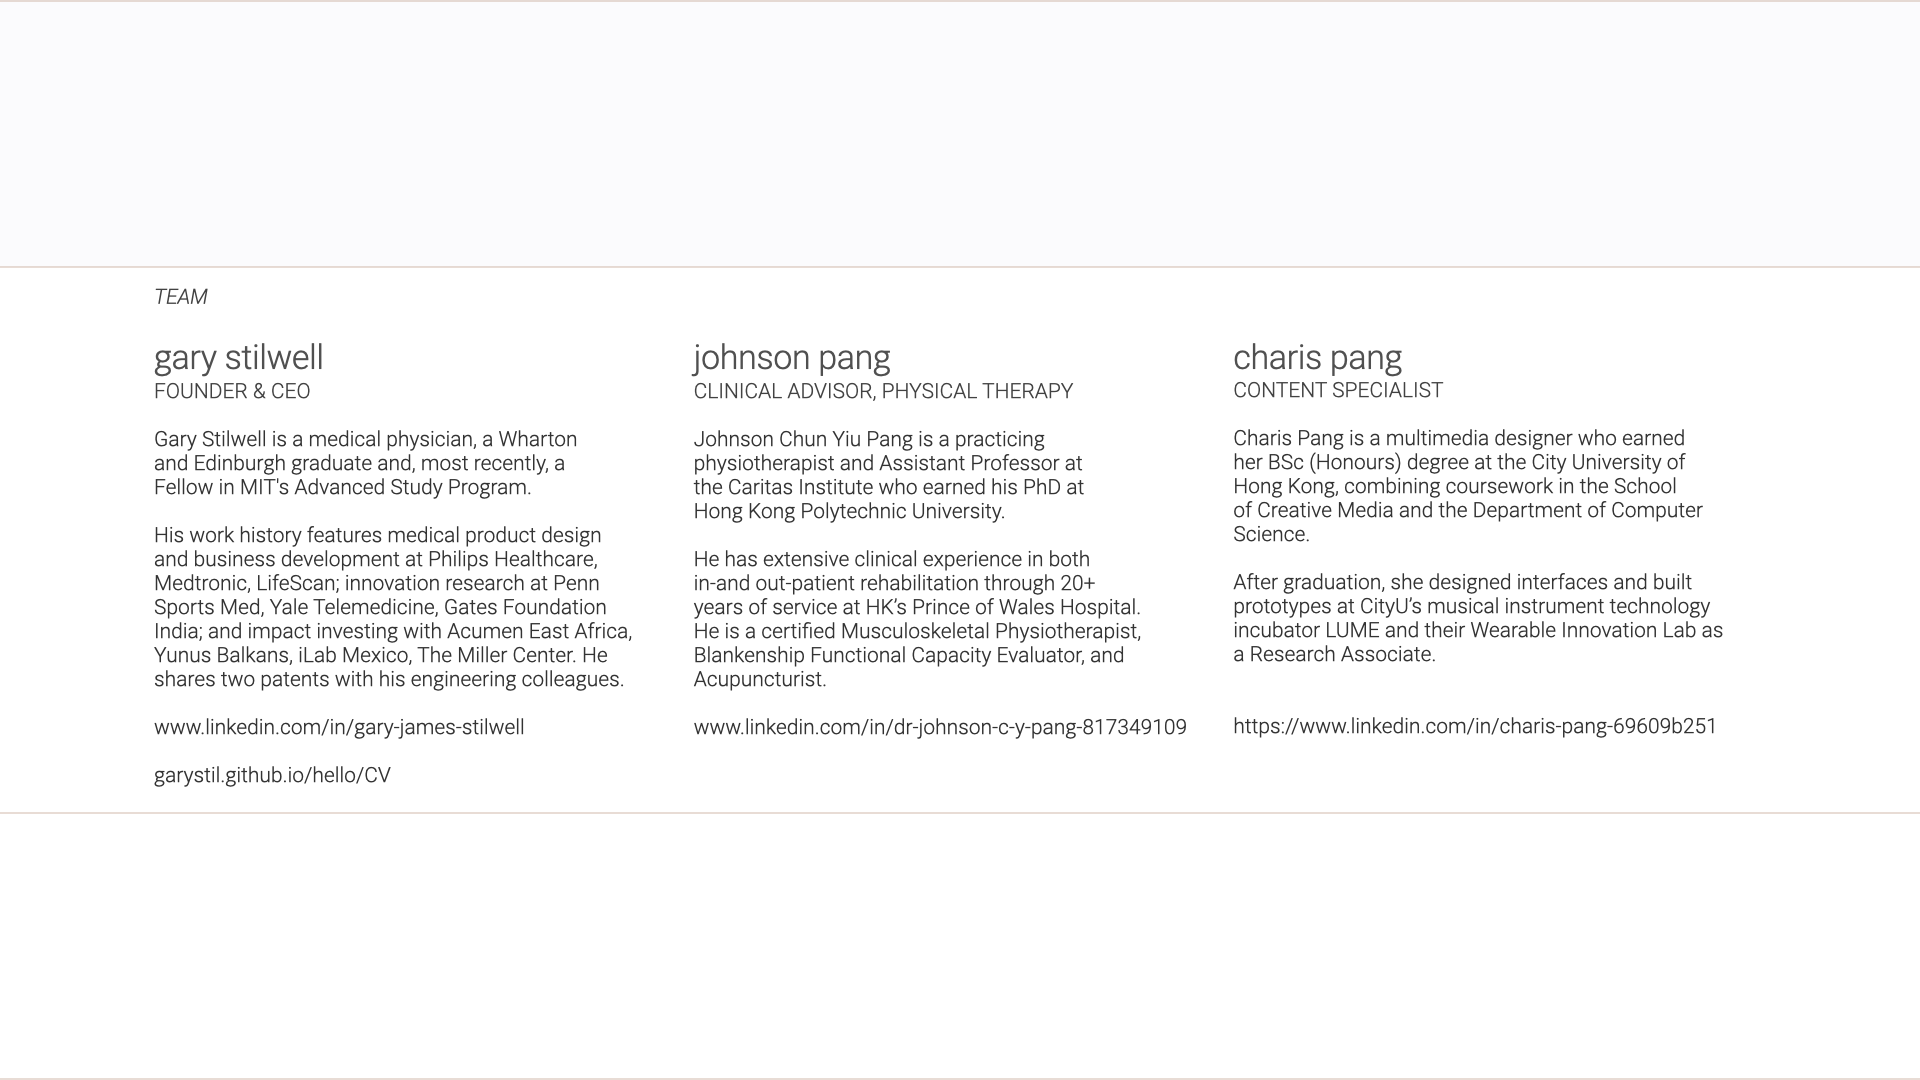 TEAM
gary stilwell
FOUNDER & CEO
Gary Stilwell is a medical physician, a Wharton
and Edinburgh graduate and, most recently, a
Fellow in MIT's Advanced Study Program.
His work history features medical product design
and business development at Philips Healthcare,
Medtronic, LifeScan; innovation research at Penn
Sports Med, Yale Telemedicine, Gates Foundation
India; and impact investing with Acumen East Africa,
Yunus Balkans, iLab Mexico, The Miller Center. He
shares two patents with his engineering colleagues.
www.linkedin.com/in/gary-james-stilwell
garystil.github.io/hello/CV
johnson pang
CLINICAL ADVISOR, PHYSICAL THERAPY
Johnson Chun Yiu Pang is a practicing
physiotherapist and Assistant Professor at
the Caritas Institute who earned his PhD at
Hong Kong Polytechnic University.
He has extensive clinical experience in both
in-and out-patient rehabilitation through 20+
years of service at HK’s Prince of Wales Hospital.
He is a certified Musculoskeletal Physiotherapist,
Blankenship Functional Capacity Evaluator, and
Acupuncturist.
www.linkedin.com/in/dr-johnson-c-y-pang-817349109
charis pang
CONTENT SPECIALIST
Charis Pang is a multimedia designer who earned
her BSc (Honours) degree at the City University of
Hong Kong, combining coursework in the School
of Creative Media and the Department of Computer
Science.
After graduation, she designed interfaces and built
prototypes at CityU’s musical instrument technology
incubator LUME and their Wearable Innovation Lab as
a Research Associate.
https://www.linkedin.com/in/charis-pang-69609b251